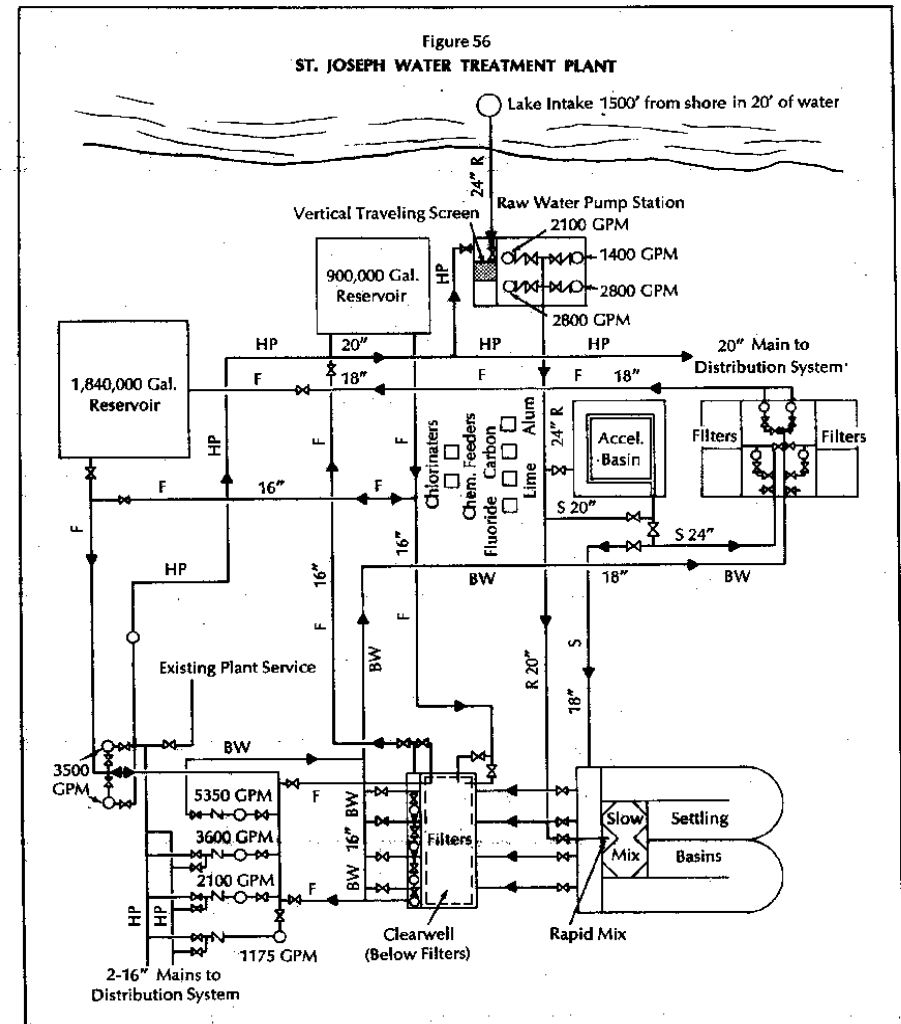 Figure 56
ST. JOSEPH WATER TREATMENT PLANT
Lake Intake 1500' from shore in 20' of water
24" R
Raw Water Pump Station
Vertical Traveling Screen
2100 GPM
1400 GPM
2800 GPM
2800 GPM
900,000 Gal.
Reservoir
HP
HP
20"
HP
HP
20" Main to
Distribution System
1,840,000 Gal.
Reservoir
F
18"
F
F
18"
HP
F
F
Chlorinaters
Chem. Feeders
Fluoride
Carbon
Lime
Alum
24" R
Accel.
Basin
Filters
Filters
F
16"
F
S 20"
S 24"
F
16"
16"
HP
BW
18"
BW
F
F
BW
R 20"
S
18"
Existing Plant Service
BW
3500
GPM
5350 GPM
F
BW
3600 GPM
16"
Filters
Slow
Mix
Settling
Basins
2100 GPM
BW
F
HP
HP
1175 GPM
Clearwell
(Below Filters)
Rapid Mix
2-16" Mains to
Distribution System